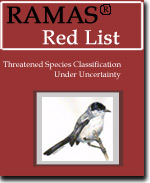 RAMAS®
Red List
Threatened Species Classification
Under Uncertainty